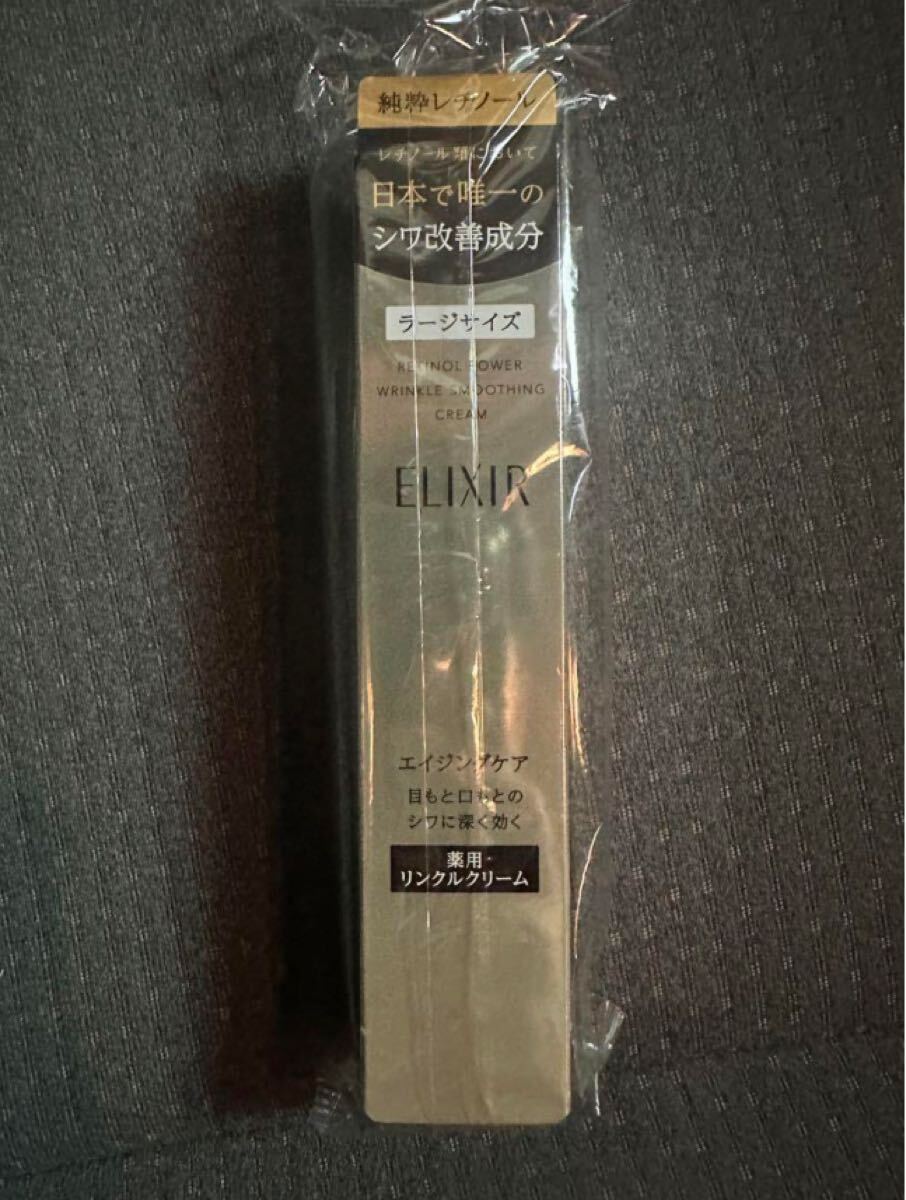 純粋レチノール
レチノール類において
日本で唯一の
シワ改善成分
ラージサイズ
RETINOL POWER
WRINKLE SMOOTHING
CREAM
ELIXIR
エイジングケア
目もと口もとの
シワに深く効く
薬用・
リンクルクリーム